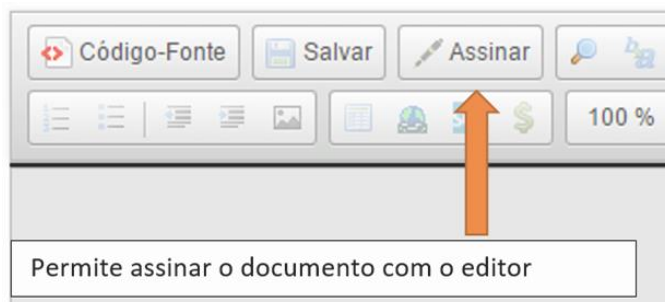 Código-Fonte Salvar Assinar
100 %
Permite assinar o documento com o editor